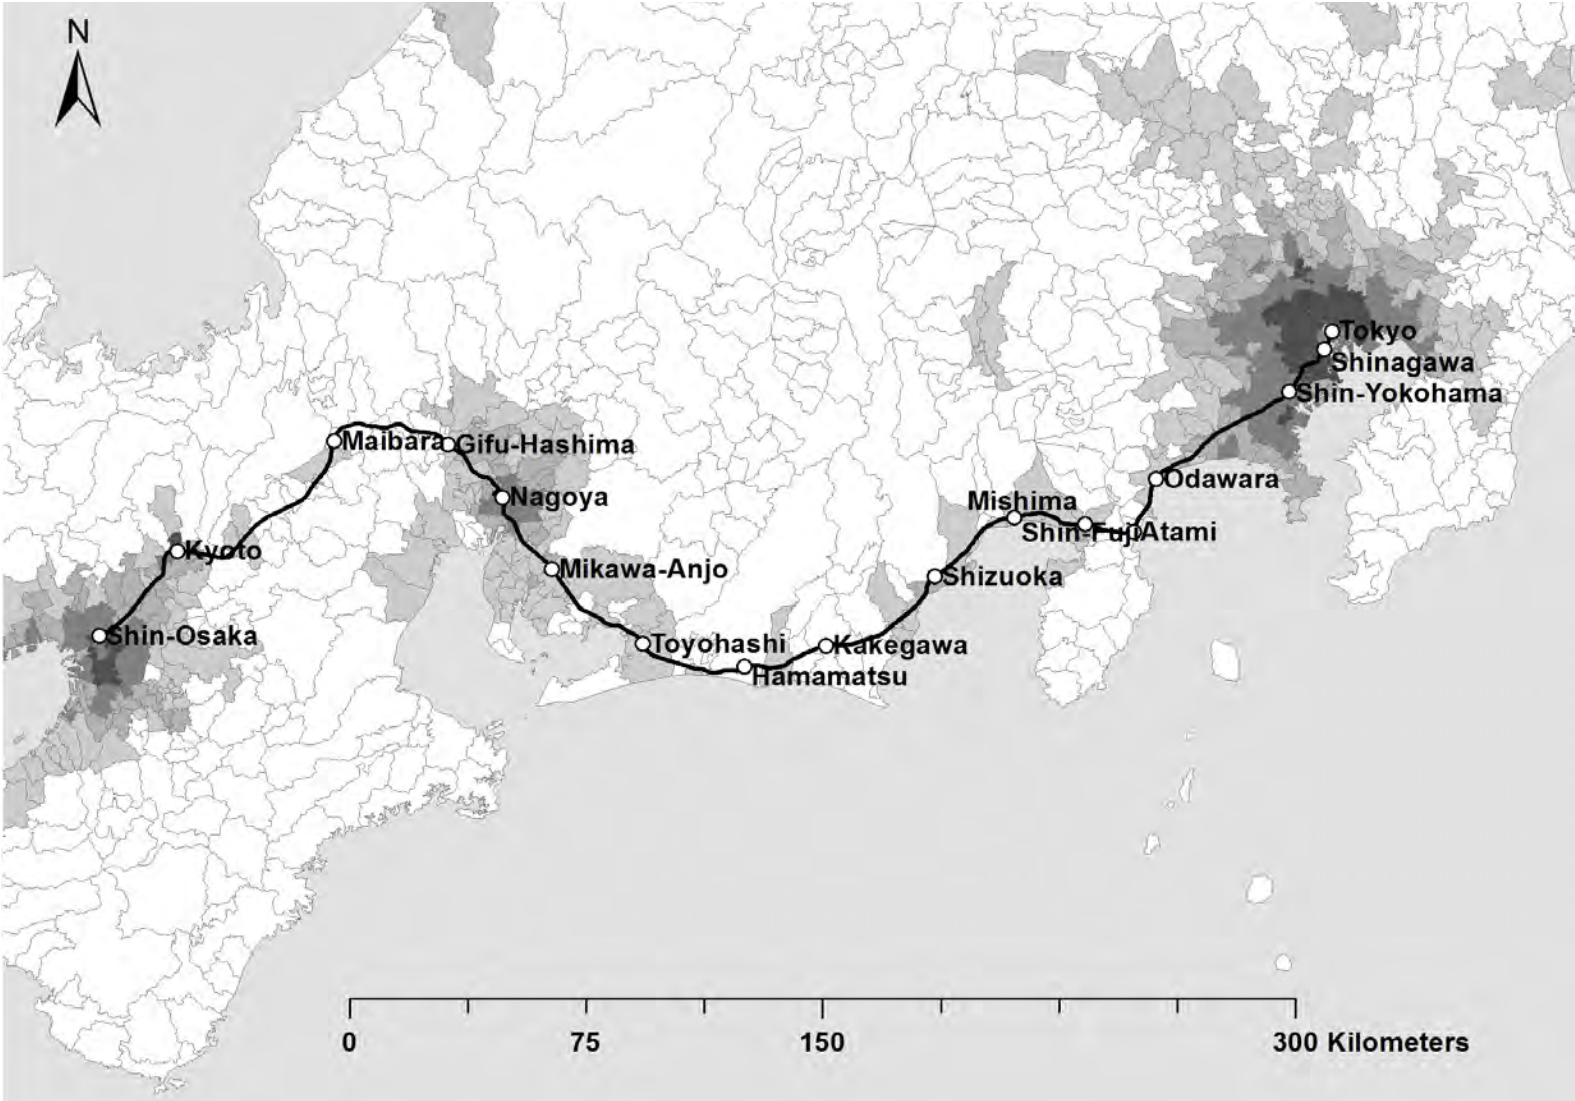 N
Tokyo
Shinagawa
Shin-Yokohama
Maibara
Gifu-Hashima
Odawara
Nagoya
Mishima
Shin-Fuji
Atami
Kyoto
Mikawa-Anjo
Shizuoka
Shin-Osaka
Toyohashi
Kakegawa
Hamamatsu
0 75 150 300 Kilometers